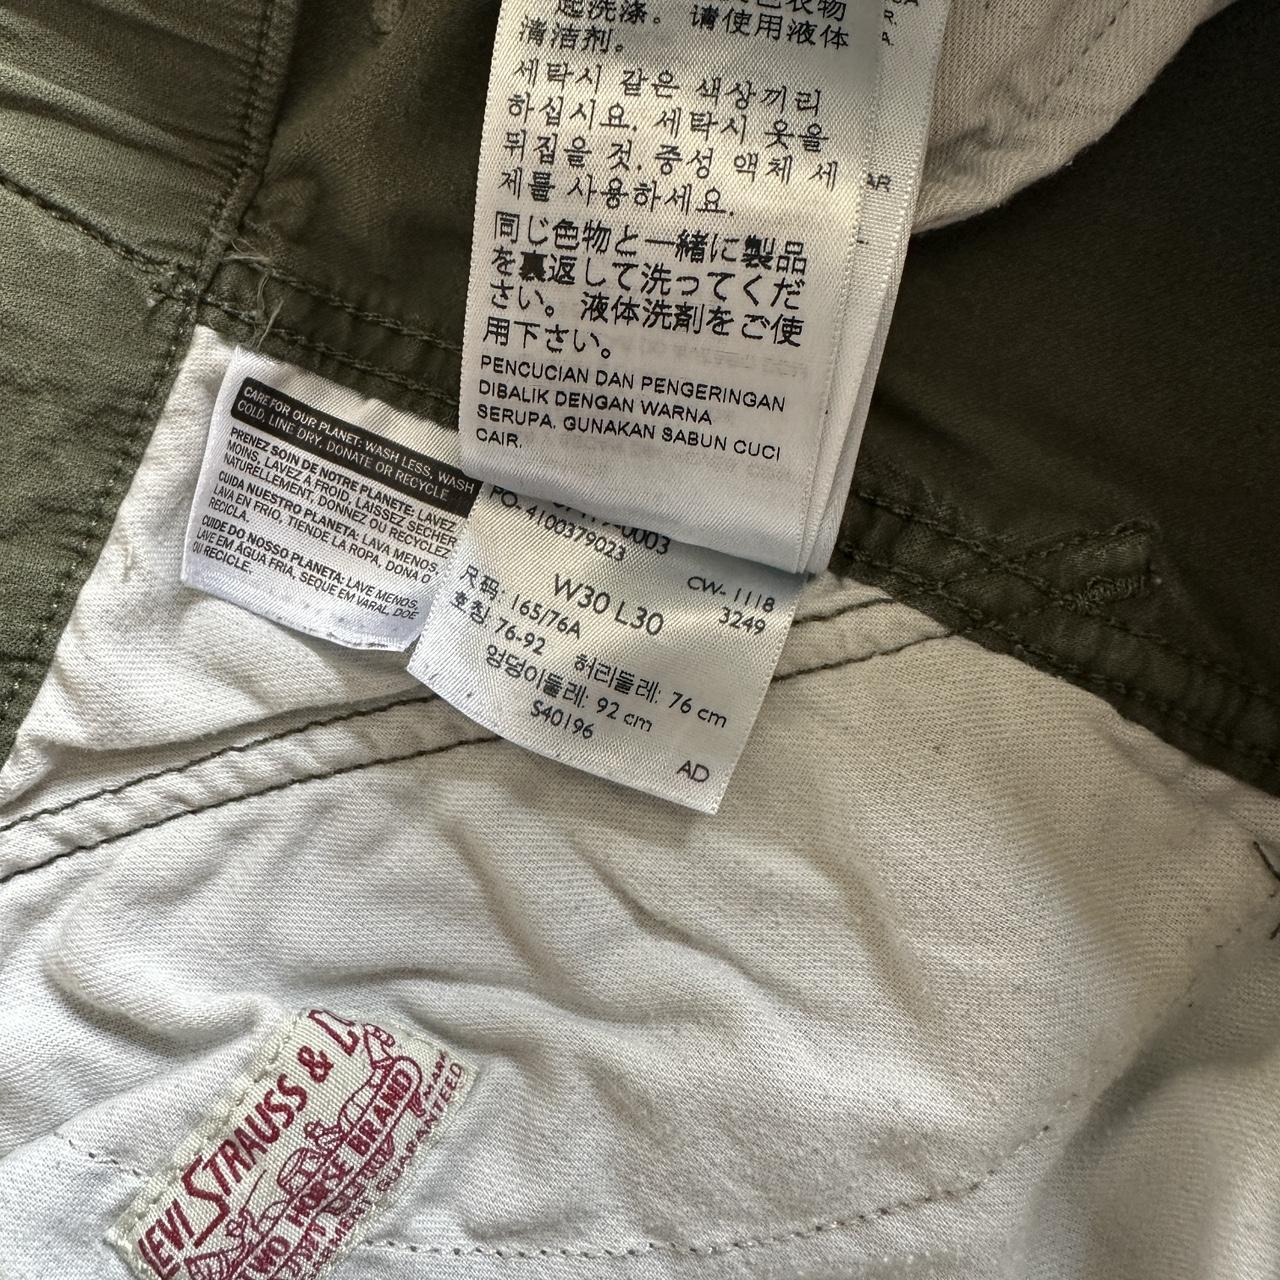 起洗涤。请使用液体
清洁剂。
세탁시 같은 색상끼리
하십시요. 세탁시 옷을
뒤집을 것. 중성 액체 세
제를 사용하세요.
同じ色物と一緒に製品
を裏返して洗ってくだ
さい。液体洗剤をご使
用下さい。
PENCUCIAN DAN PENGERINGAN
DIBALIK DENGAN WARNA
SERUPA. GUNAKAN SABUN CUCI
CAIR.
CARE FOR OUR PLANET: WASH LESS, WASH
COLD, LINE DRY, DONATE OR RECYCLE.
PRENEZ SOIN DE NOTRE PLANETE: LAVEZ
MOINS, LAVEZ À FROID, LAISSEZ SECHER
NATURELLEMENT, DONNEZ OU RECYCLEZ.
CUIDA NUESTRO PLANETA: LAVA MENOS,
LAVA EN FRIO, TIENDE LA ROPA, DONA O
RECICLA.
CUIDE DO NOSSO PLANETA: LAVE MENOS,
LAVE EM ÁGUA FRIA, SEQUE EM VARAL, DOE
OU RECICLE.
PO- 4100379023
CW- 1118
3249
W30 L30
尺码: 165/76A
호칭 76-92
허리둘레: 76 cm
엉덩이둘레: 92 cm
S40196
AD
LEVI STRAUSS &
TWO HORSE BRAND
GUARANTEED